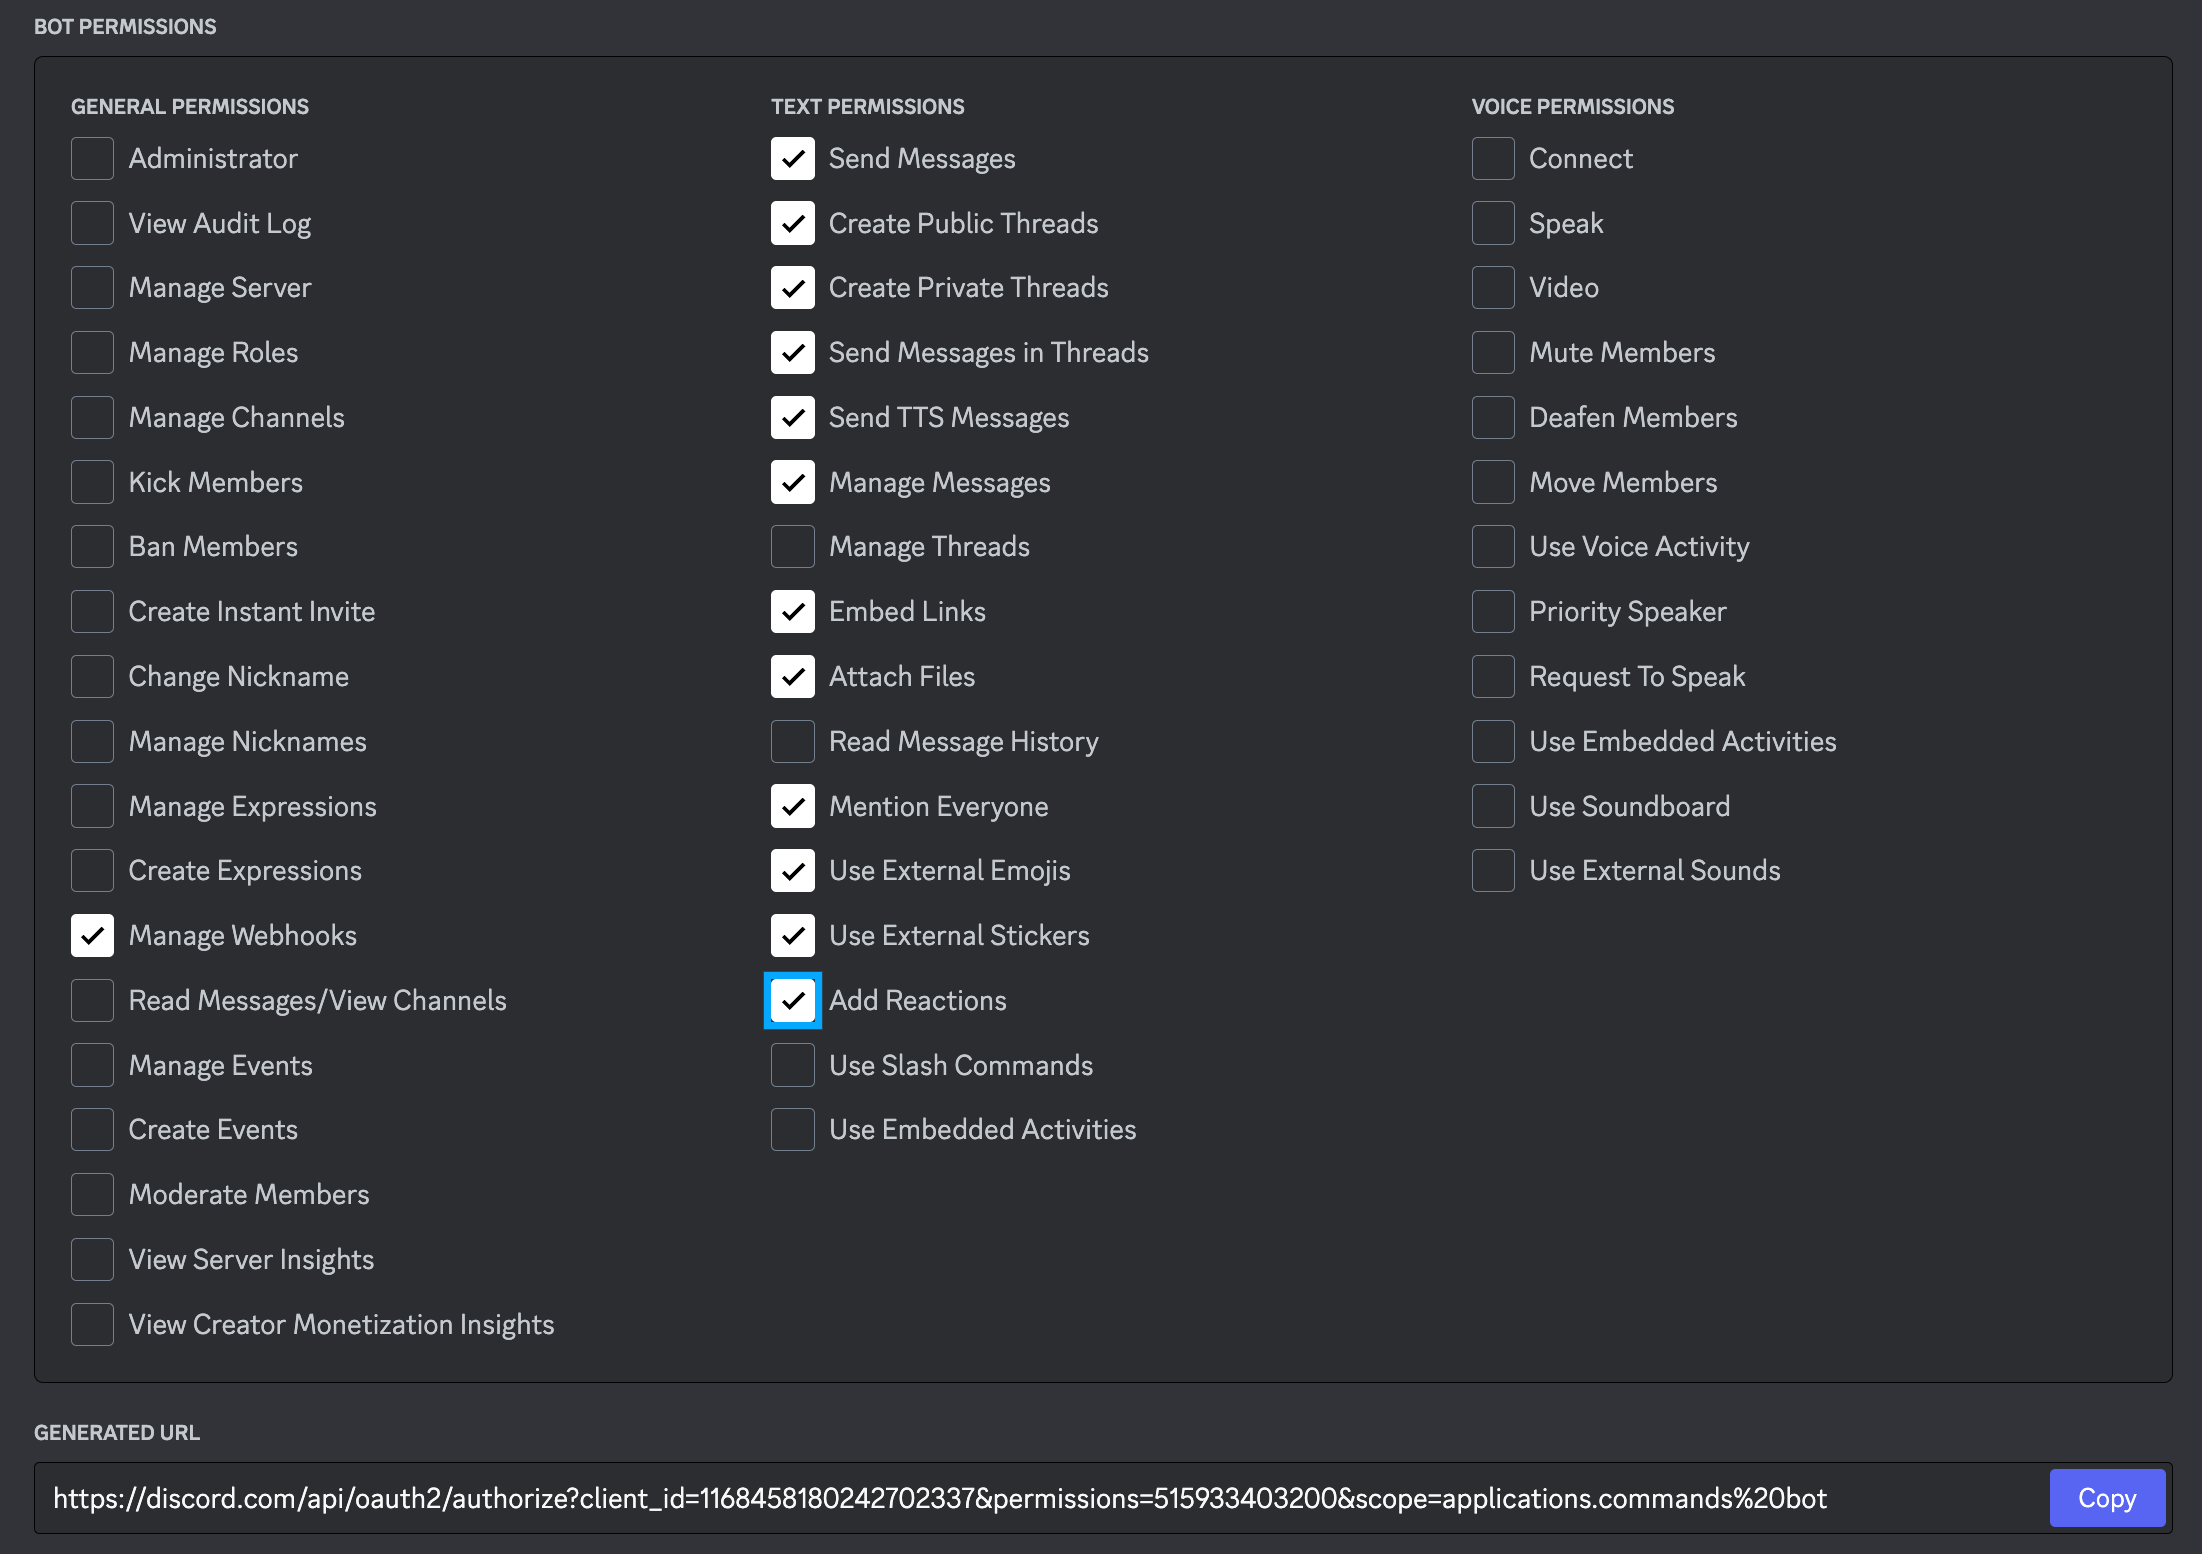 BOT PERMISSIONS
GENERAL PERMISSIONS
Administrator
View Audit Log
Manage Server
Manage Roles
Manage Channels
Kick Members
Ban Members
Create Instant Invite
Change Nickname
Manage Nicknames
Manage Expressions
Create Expressions
Manage Webhooks
Read Messages/View Channels
Manage Events
Create Events
Moderate Members
View Server Insights
View Creator Monetization Insights
TEXT PERMISSIONS
Send Messages
Create Public Threads
Create Private Threads
Send Messages in Threads
Send TTS Messages
Manage Messages
Manage Threads
Embed Links
Attach Files
Read Message History
Mention Everyone
Use External Emojis
Use External Stickers
Add Reactions
Use Slash Commands
Use Embedded Activities
VOICE PERMISSIONS
Connect
Speak
Video
Mute Members
Deafen Members
Move Members
Use Voice Activity
Priority Speaker
Request To Speak
Use Embedded Activities
Use Soundboard
Use External Sounds
GENERATED URL
https://discord.com/api/oauth2/authorize?client_id=1168458180242702337&permissions=515933403200&scope=applications.commands%20bot
Copy